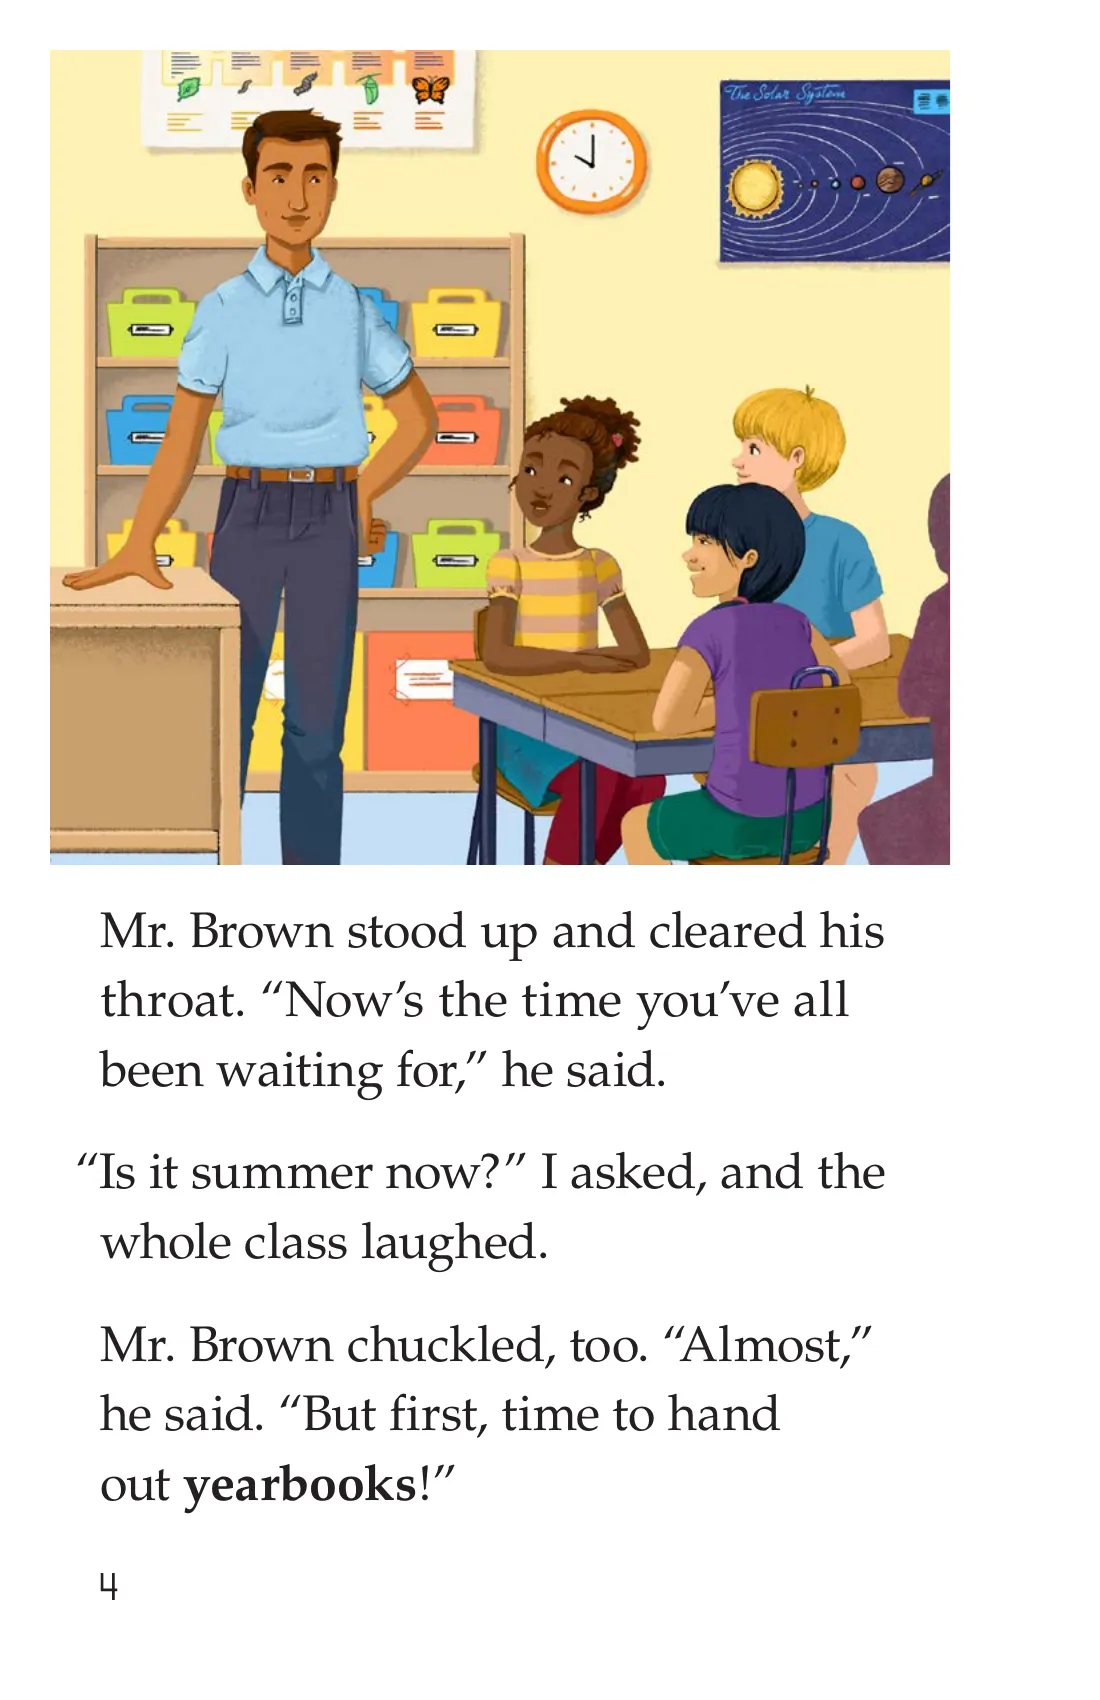 The Solar System
Mr. Brown stood up and cleared his
throat. “Now’s the time you’ve all
been waiting for,” he said.
“Is it summer now?” I asked, and the
whole class laughed.
Mr. Brown chuckled, too. “Almost,”
he said. “But first, time to hand
out yearbooks!”
4